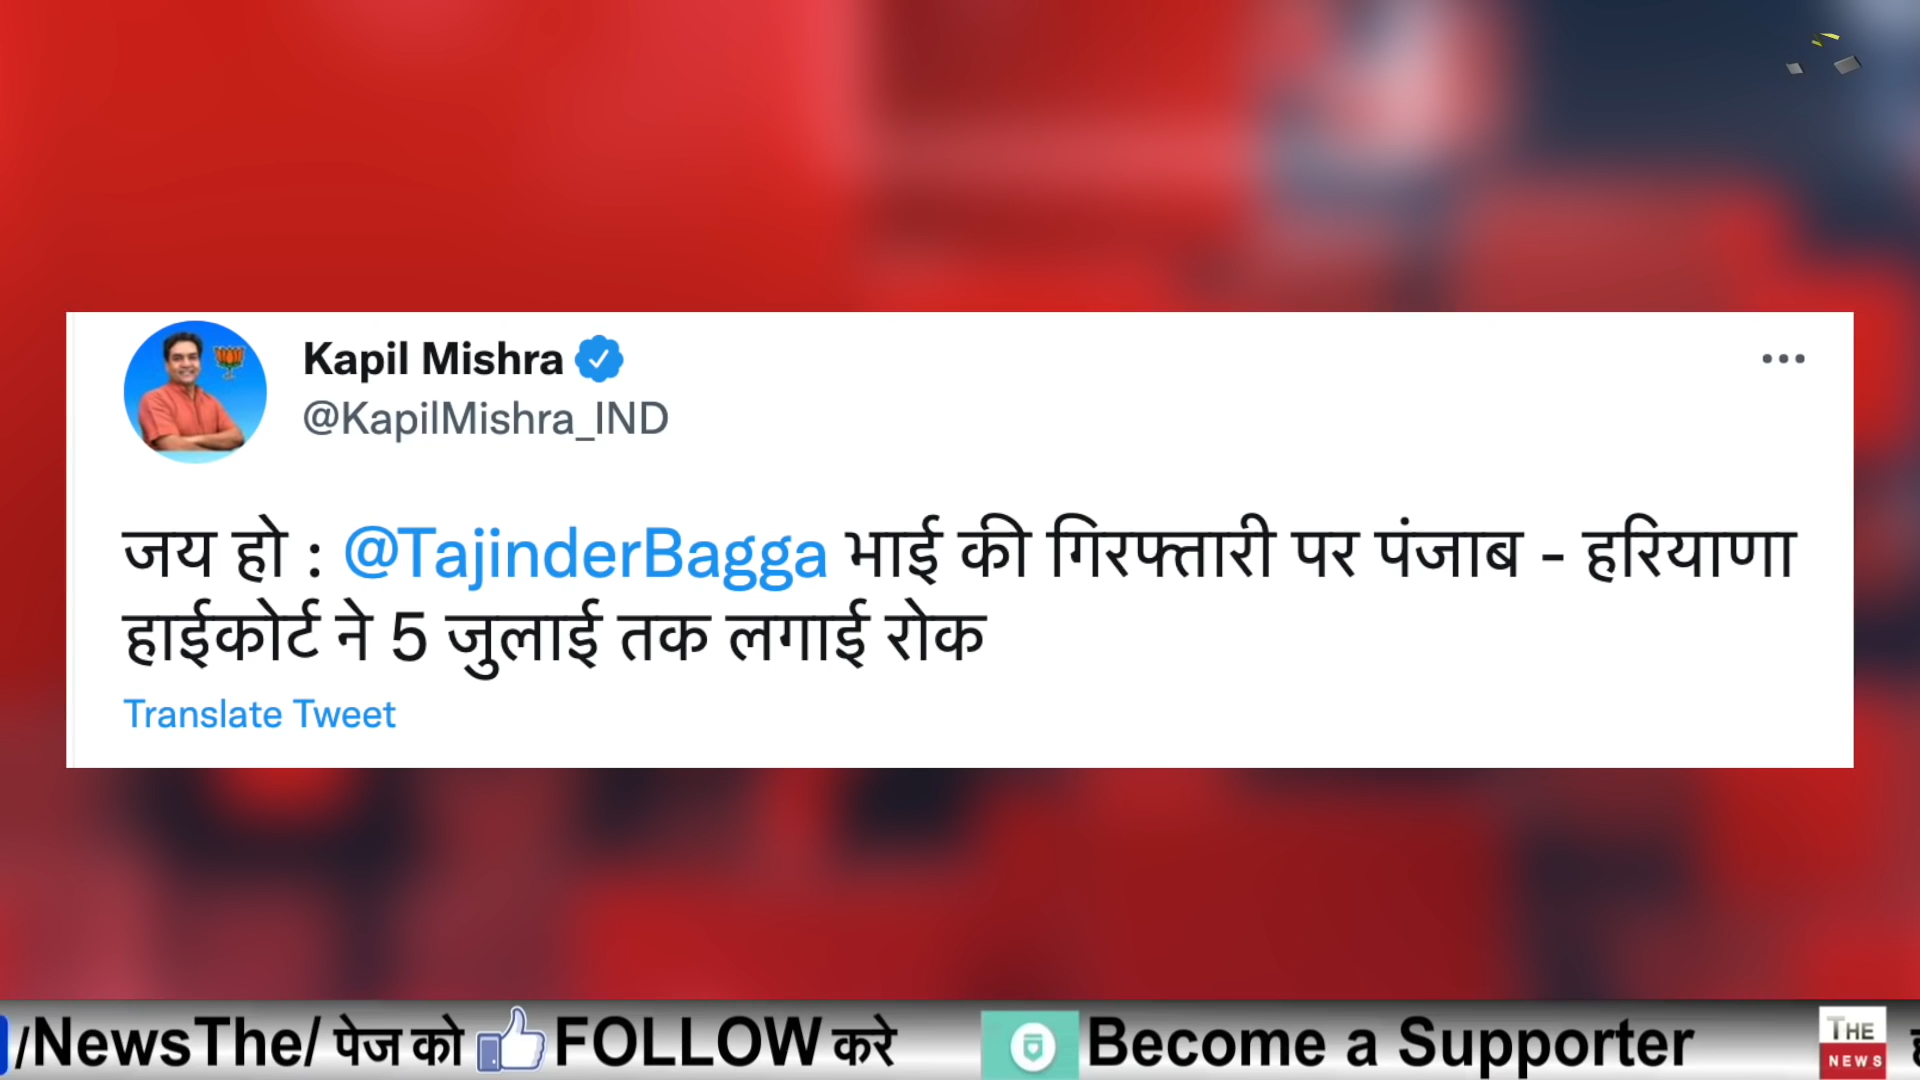 Kapil Mishra
@KapilMishra_IND
जय हो : @TajinderBagga भाई की गिरफ्तारी पर पंजाब - हरियाणा
हाईकोर्ट ने 5 जुलाई तक लगाई रोक
Translate Tweet
/NewsThe/ पेज को FOLLOW करे Become a Supporter THE NEWS